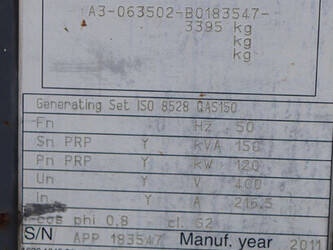 A3-063502-B0183547-
3395 kg
kg
kg
Generating Set ISO 8528 QAS150
Fn Hz 50
Sn PRP Y kVA 150
Pn PRP Y kW 120
Un Y V 400
In Y A 216.5
cos phi 0.8 cl. G2
S/N APP 183547 Manuf. year 2011